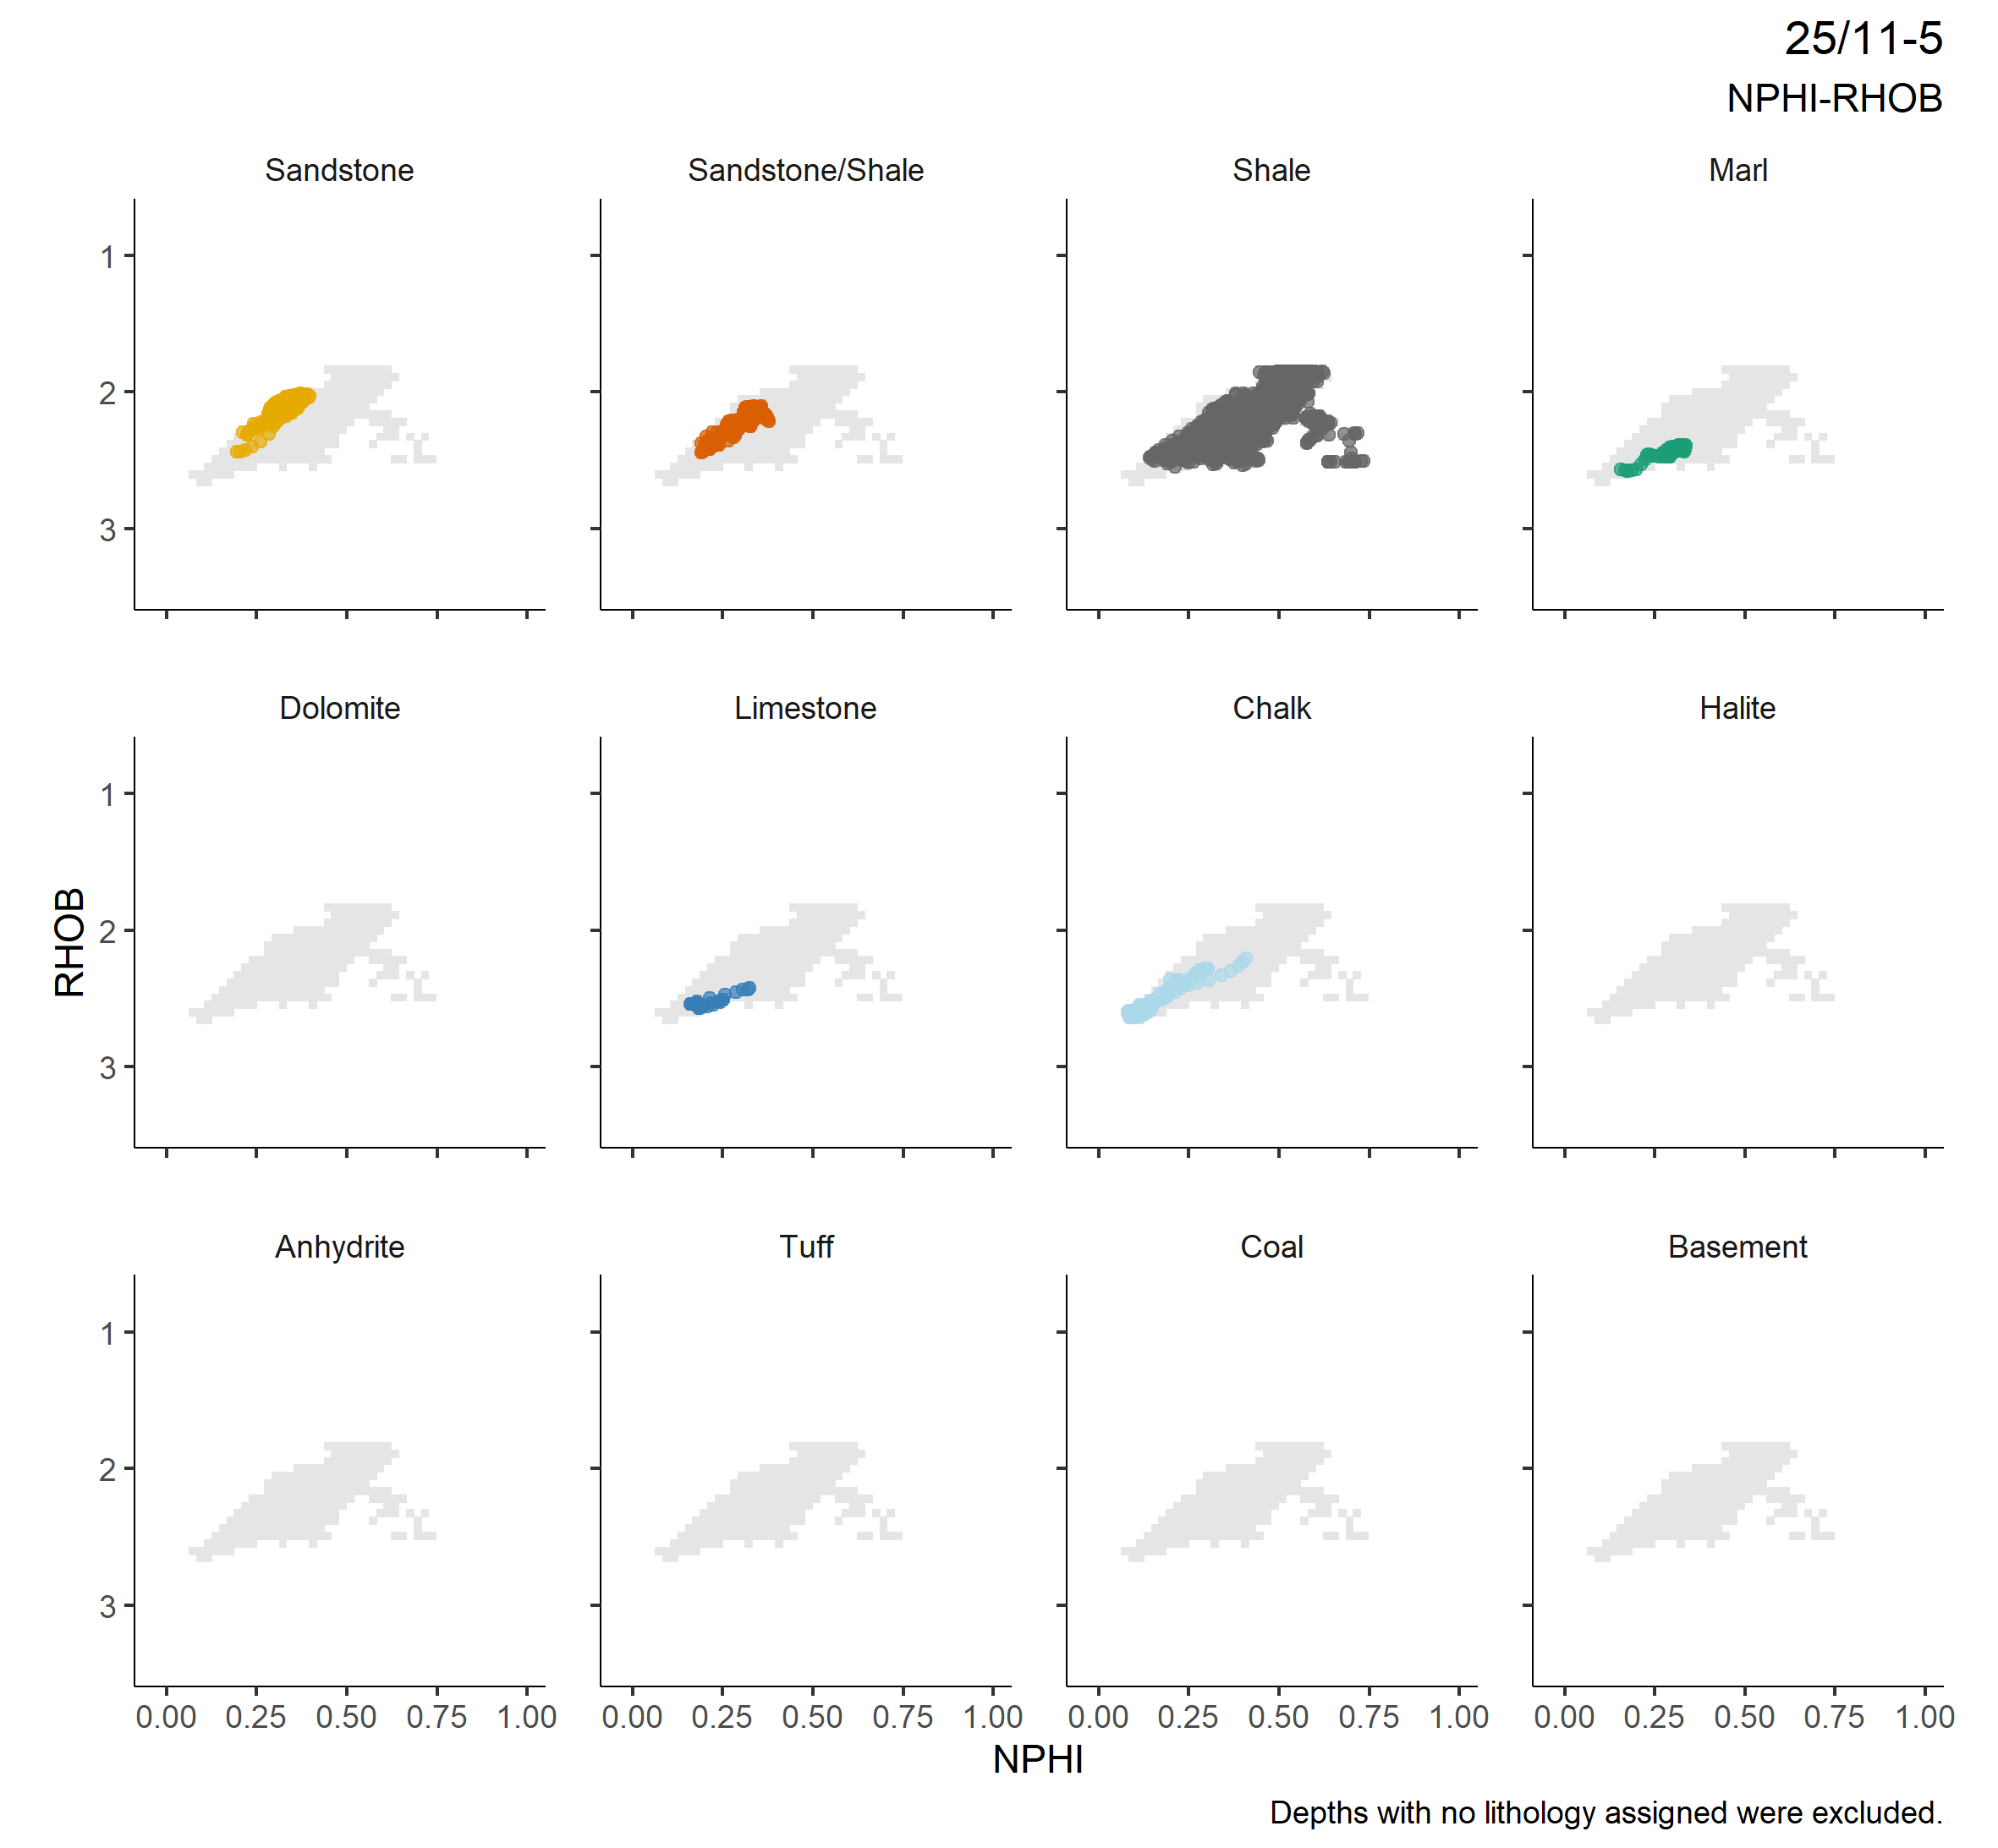 25/11-5
NPHI-RHOB
Sandstone Sandstone/Shale Shale Marl
1
2
3
Dolomite Limestone Chalk Halite
1
2
3
RHOB
Anhydrite Tuff Coal Basement
1
2
3
0.00 0.25 0.50 0.75 1.00 0.00 0.25 0.50 0.75 1.00 0.00 0.25 0.50 0.75 1.00 0.00 0.25 0.50 0.75 1.00
NPHI
Depths with no lithology assigned were excluded.